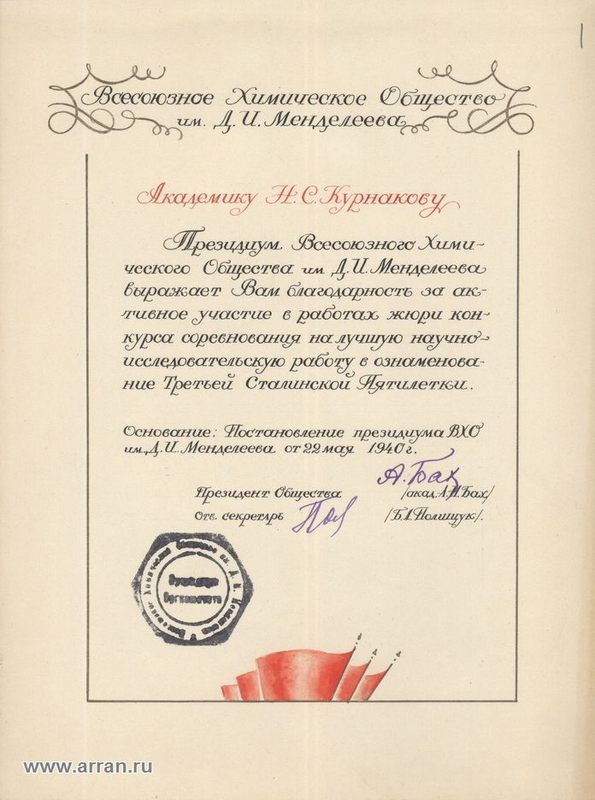 1
Всесоюзное Химическое Общество
им. Д. И. Менделеева
Академику Н. С. Курнакову
Президиум Всесоюзного Хими-
ческого Общества им Д. И. Менделеева
выражает Вам благодарность за ак-
тивное участие в работах жюри кон-
курса соревнования на лучшую научно-
исследовательскую работу в ознаменова-
ние Третьей Сталинской Пятилетки.
Основание: Постановление президиума ВХО
им. Д. И. Менделеева от 22 мая 1940 г.
А. Бах
Президент Общества /акад. А. Н. Бах/
Отв. секретарь /Б. А. Полищук/.
www.arran.ru